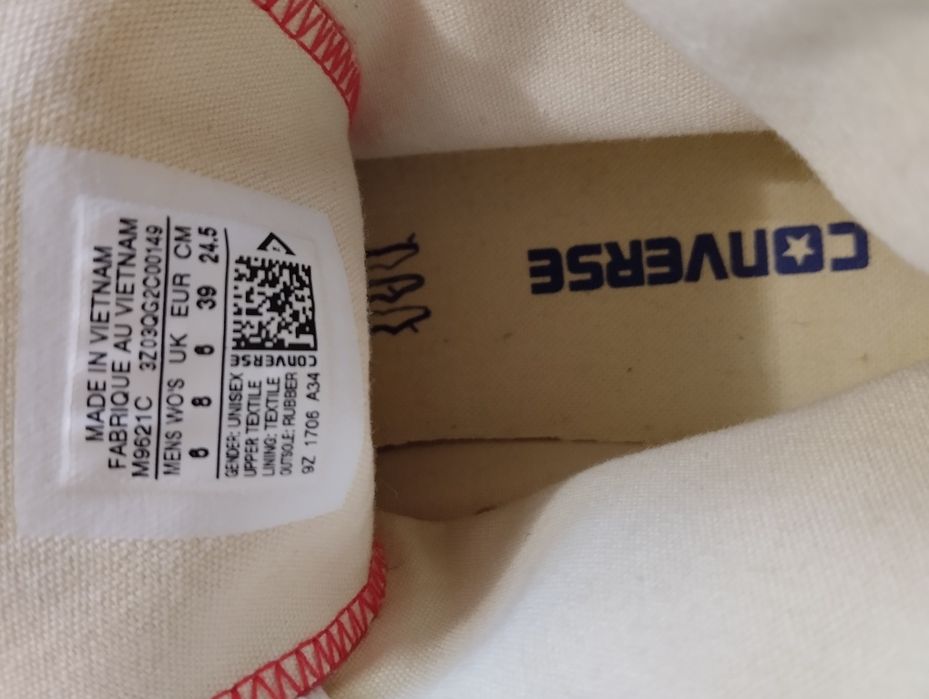 MADE IN VIETNAM
FABRIQUE AU VIETNAM
M9621C 3Z03QG2C00149
MENS WO'S UK EUR CM
6 8 6 39 24.5
GENDER: UNISEX
UPPER TEXTILE
LINING: TEXTILE
OUTSOLE: RUBBER
9Z 1706 A34
CONVERSE
CONVERSE